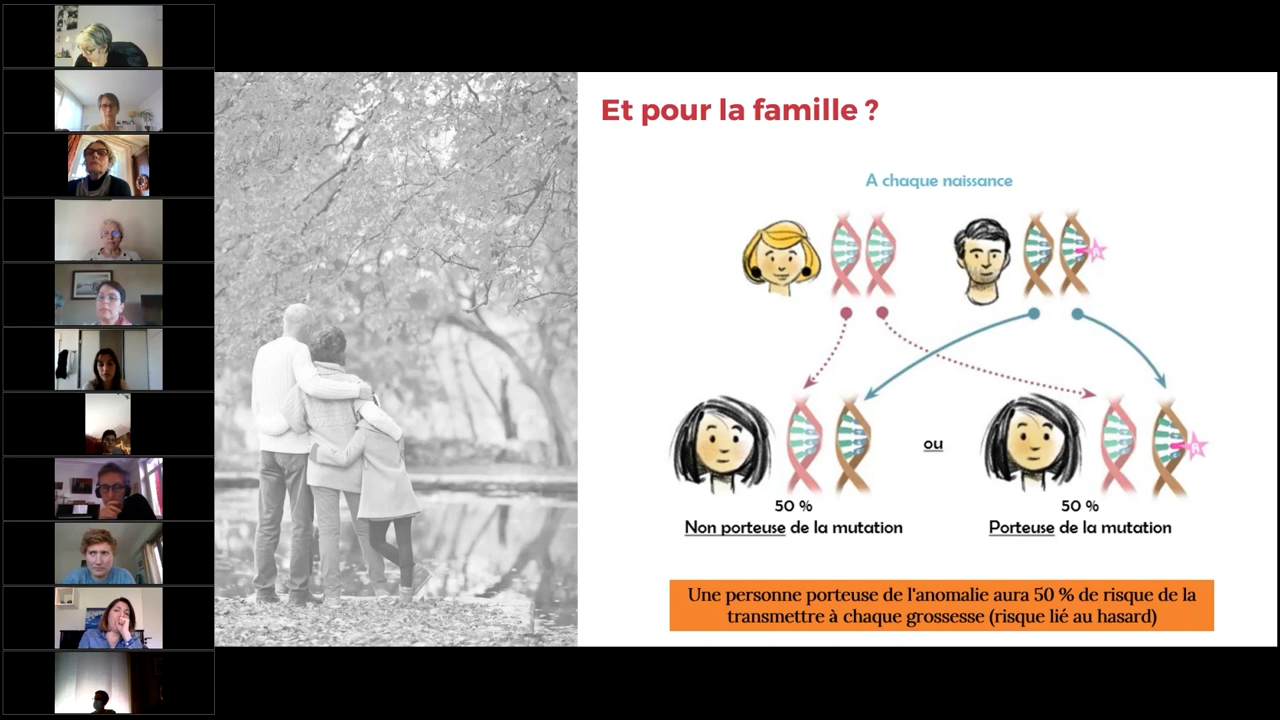 Et pour la famille ?
A chaque naissance
ou
50 %
Non porteuse de la mutation
50 %
Porteuse de la mutation
Une personne porteuse de l'anomalie aura 50 % de risque de la
transmettre à chaque grossesse (risque lié au hasard)